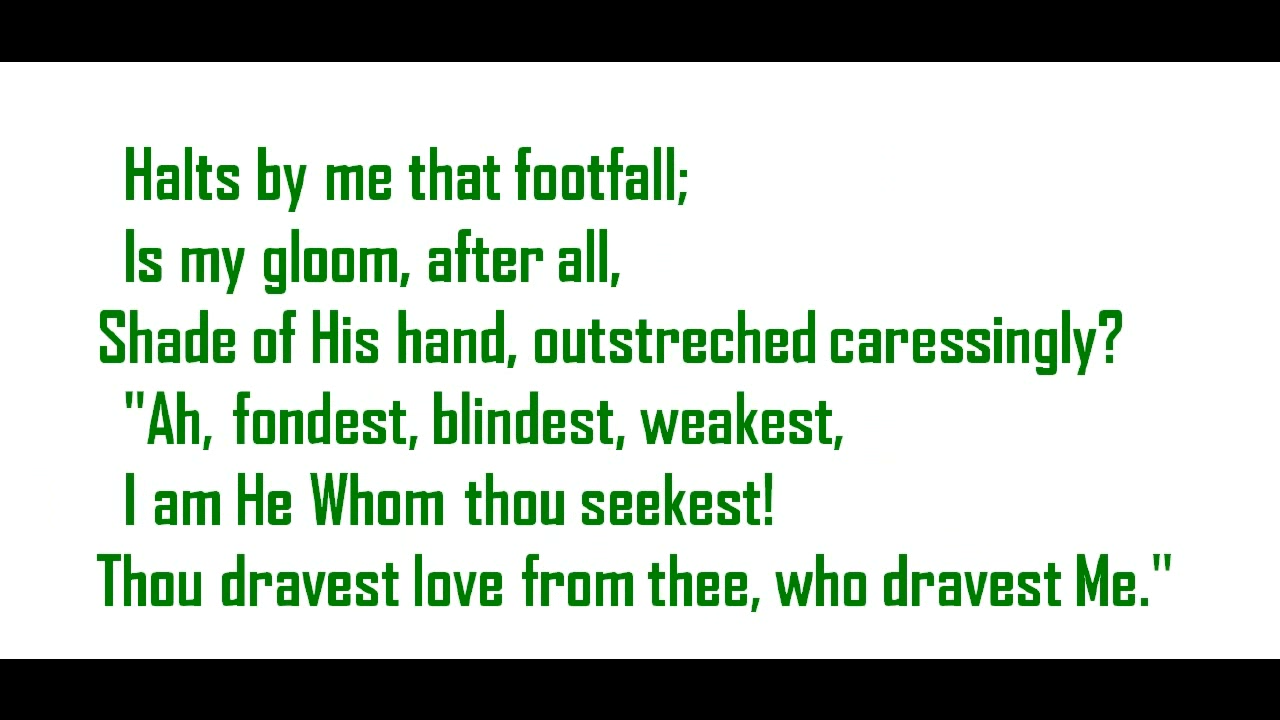 Halts by me that footfall;
Is my gloom, after all,
Shade of His hand, outstreched caressingly?
"Ah, fondest, blindest, weakest,
I am He Whom thou seekest!
Thou dravest love from thee, who dravest Me."